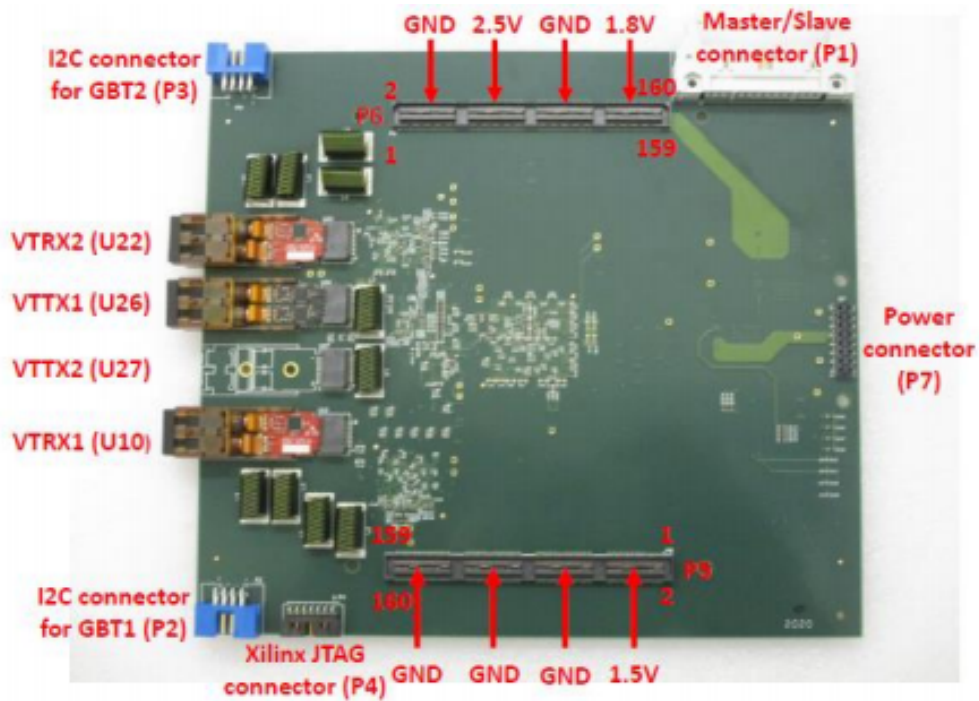 GND 2.5V GND 1.8V
Master/Slave
connector (P1)
I2C connector
for GBT2 (P3)
2
160
P6
1
159
VTRX2 (U22)
VTTX1 (U26)
VTTX2 (U27)
VTRX1 (U10)
Power
connector
(P7)
159
1
P9
160
2
I2C connector
for GBT1 (P2)
2020
Xilinx JTAG
connector (P4)
GND GND GND 1.5V